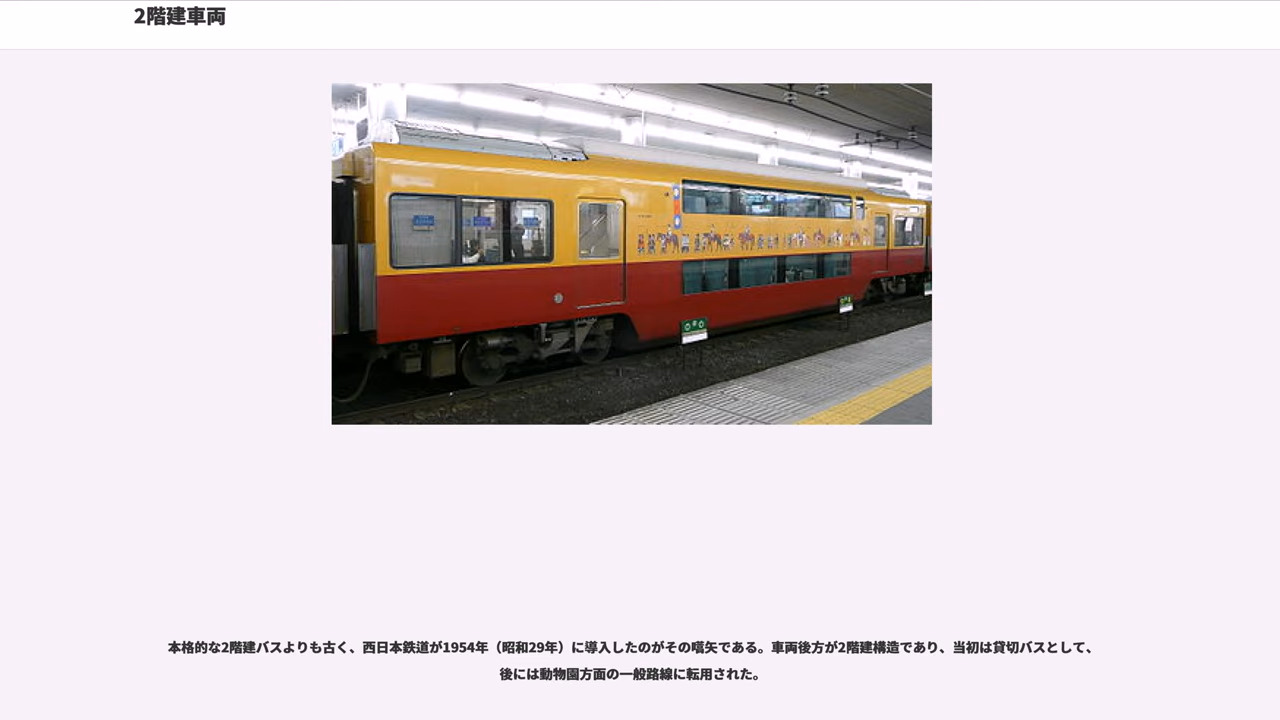 2階建車両
本格的な2階建バスよりも古く、西日本鉄道が1954年（昭和29年）に導入したのがその嚆矢である。車両後方が2階建構造であり、当初は貸切バスとして、
後には動物園方面の一般路線に転用された。